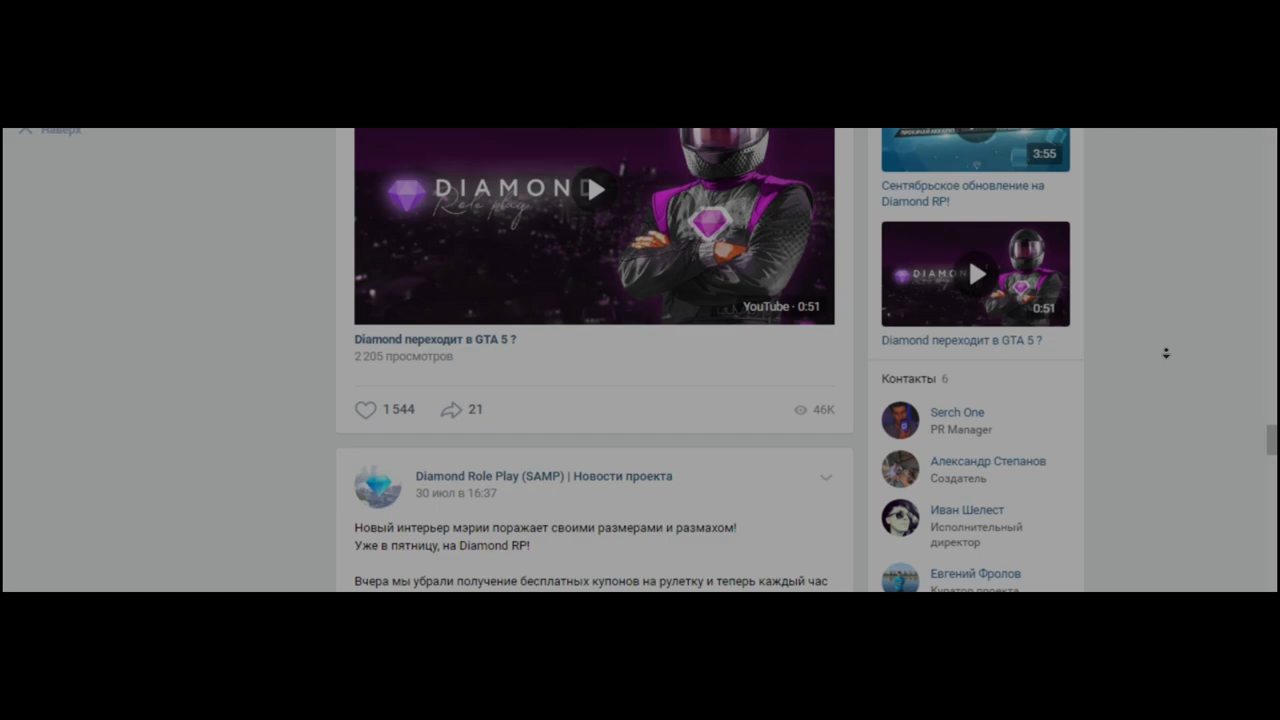 Наверх
DIAMOND
Role play
YouTube · 0:51
Diamond переходит в GTA 5 ?
2 205 просмотров
1 544
21
46K
Diamond Role Play (SAMP) | Новости проекта
30 июл в 16:37
Новый интерьер мэрии поражает своими размерами и размахом!
Уже в пятницу, на Diamond RP!
Вчера мы убрали получение бесплатных купонов на рулетку и теперь каждый час
3:55
Сентябрьское обновление на
Diamond RP!
DIAMON
0:51
Diamond переходит в GTA 5 ?
Контакты 6
Serch One
PR Manager
Александр Степанов
Создатель
Иван Шелест
Исполнительный
директор
Евгений Фролов
Куратор проекта